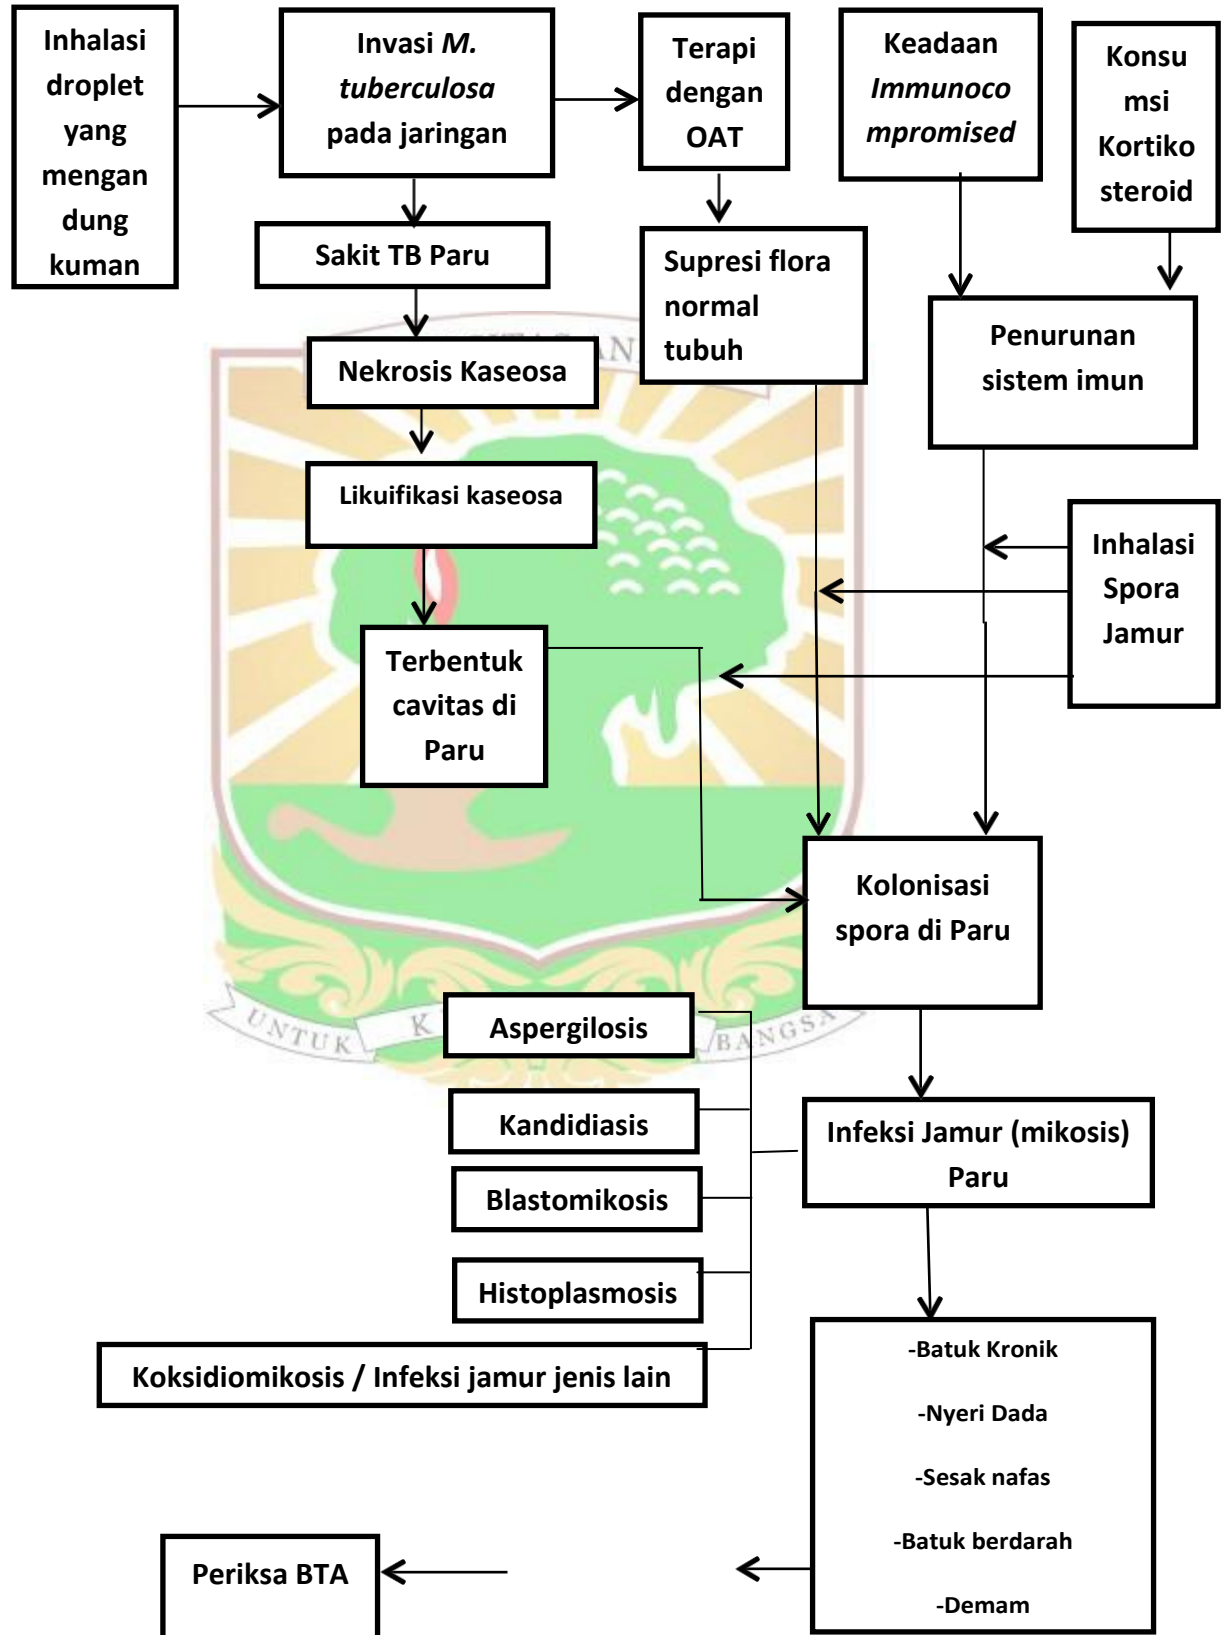 Inhalasi
droplet
yang
mengan
dung
kuman
Invasi M.
tuberculosa
pada jaringan
Terapi
dengan
OAT
Keadaan
Immunoco
mpromised
Konsu
msi
Kortiko
steroid
Sakit TB Paru
Supresi flora
normal
tubuh
Penurunan
sistem imun
Nekrosis Kaseosa
Likuifikasi kaseosa
Inhalasi
Spora
Jamur
Terbentuk
cavitas di
Paru
Kolonisasi
spora di Paru
UNTUK
BANGSA
Aspergilosis
Kandidiasis
Blastomikosis
Histoplasmosis
Koksidiomikosis / Infeksi jamur jenis lain
Infeksi Jamur (mikosis)
Paru
-Batuk Kronik
-Nyeri Dada
-Sesak nafas
-Batuk berdarah
-Demam
Periksa BTA